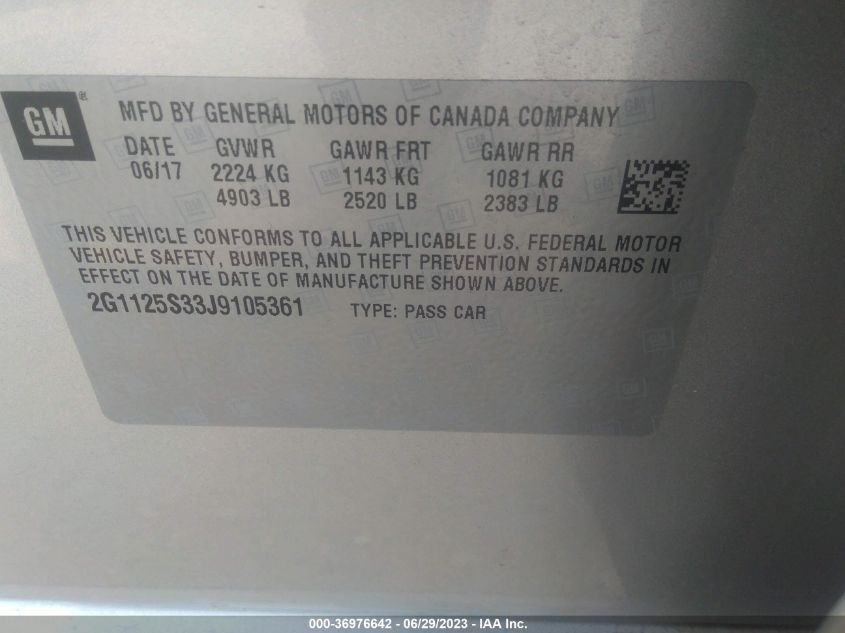 GM®
MFD BY GENERAL MOTORS OF CANADA COMPANY
DATE GVWR GAWR FRT GAWR RR
06/17 2224 KG 1143 KG 1081 KG
4903 LB 2520 LB 2383 LB
THIS VEHICLE CONFORMS TO ALL APPLICABLE U.S. FEDERAL MOTOR
VEHICLE SAFETY, BUMPER, AND THEFT PREVENTION STANDARDS IN
EFFECT ON THE DATE OF MANUFACTURE SHOWN ABOVE.
2G1125S33J9105361 TYPE: PASS CAR
000-36976642 - 06/29/2023 - IAA Inc.